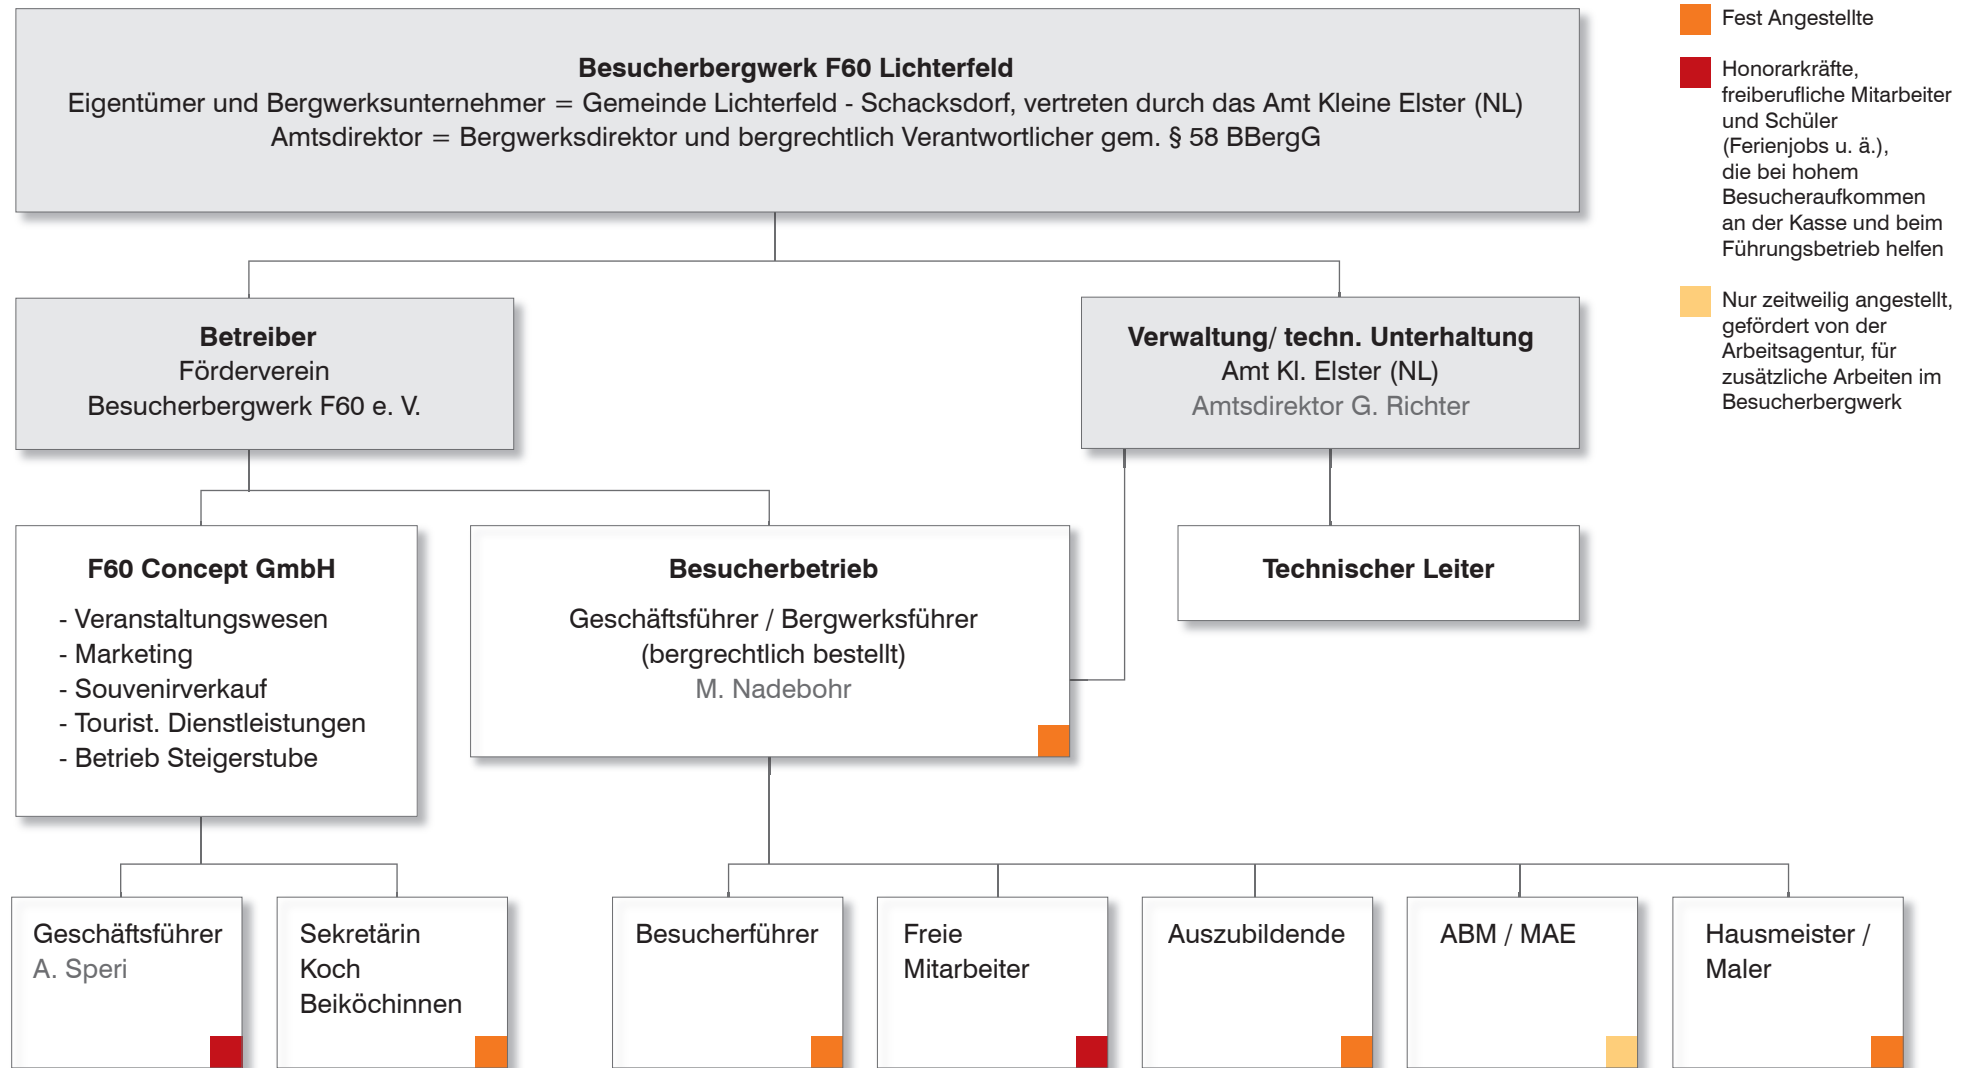 Besucherbergwerk F60 Lichterfeld
Eigentümer und Bergwerksunternehmer = Gemeinde Lichterfeld - Schacksdorf, vertreten durch das Amt Kleine Elster (NL)
Amtsdirektor = Bergwerksdirektor und bergrechtlich Verantwortlicher gem. § 58 BBergG
Fest Angestellte
Honorarkräfte,
freiberufliche Mitarbeiter
und Schüler
(Ferienjobs u. ä.),
die bei hohem
Besucheraufkommen
an der Kasse und beim
Führungsbetrieb helfen
Nur zeitweilig angestellt,
gefördert von der
Arbeitsagentur, für
zusätzliche Arbeiten im
Besucherbergwerk
Betreiber
Förderverein
Besucherbergwerk F60 e. V.
Verwaltung/ techn. Unterhaltung
Amt Kl. Elster (NL)
Amtsdirektor G. Richter
F60 Concept GmbH
- Veranstaltungswesen
- Marketing
- Souvenirverkauf
- Tourist. Dienstleistungen
- Betrieb Steigerstube
Besucherbetrieb
Geschäftsführer / Bergwerksführer
(bergrechtlich bestellt)
M. Nadebohr
Technischer Leiter
Geschäftsführer
A. Speri
Sekretärin
Koch
Beiköchinnen
Besucherführer
Freie
Mitarbeiter
Auszubildende
ABM / MAE
Hausmeister /
Maler